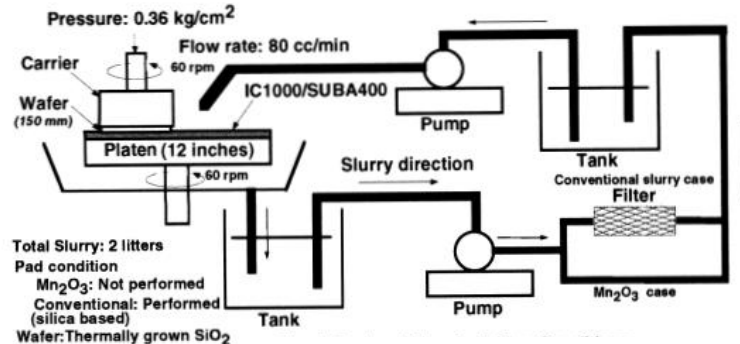 Pressure: 0.36 kg/cm2
Flow rate: 80 cc/min
Carrier
60 rpm
IC1000/SUBA400
Wafer
(150 mm)
Pump
Platen (12 inches)
Tank
Slurry direction
60 rpm
Conventional slurry case
Filter
Total Slurry: 2 litters
Pad condition
Mn2O3: Not performed
Conventional: Performed
(silica based)
Wafer:Thermally grown SiO2
Tank
Pump
Mn2O3 case